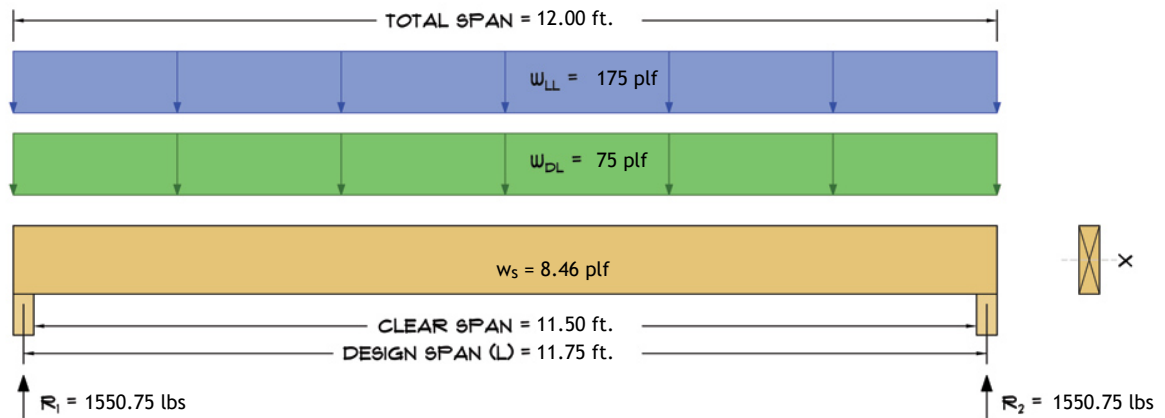 TOTAL SPAN = 12.00 ft.
WLL = 175 plf
WDL = 75 plf
ws = 8.46 plf
X
CLEAR SPAN = 11.50 ft.
DESIGN SPAN (L) = 11.75 ft.
R1 = 1550.75 lbs
R2 = 1550.75 lbs